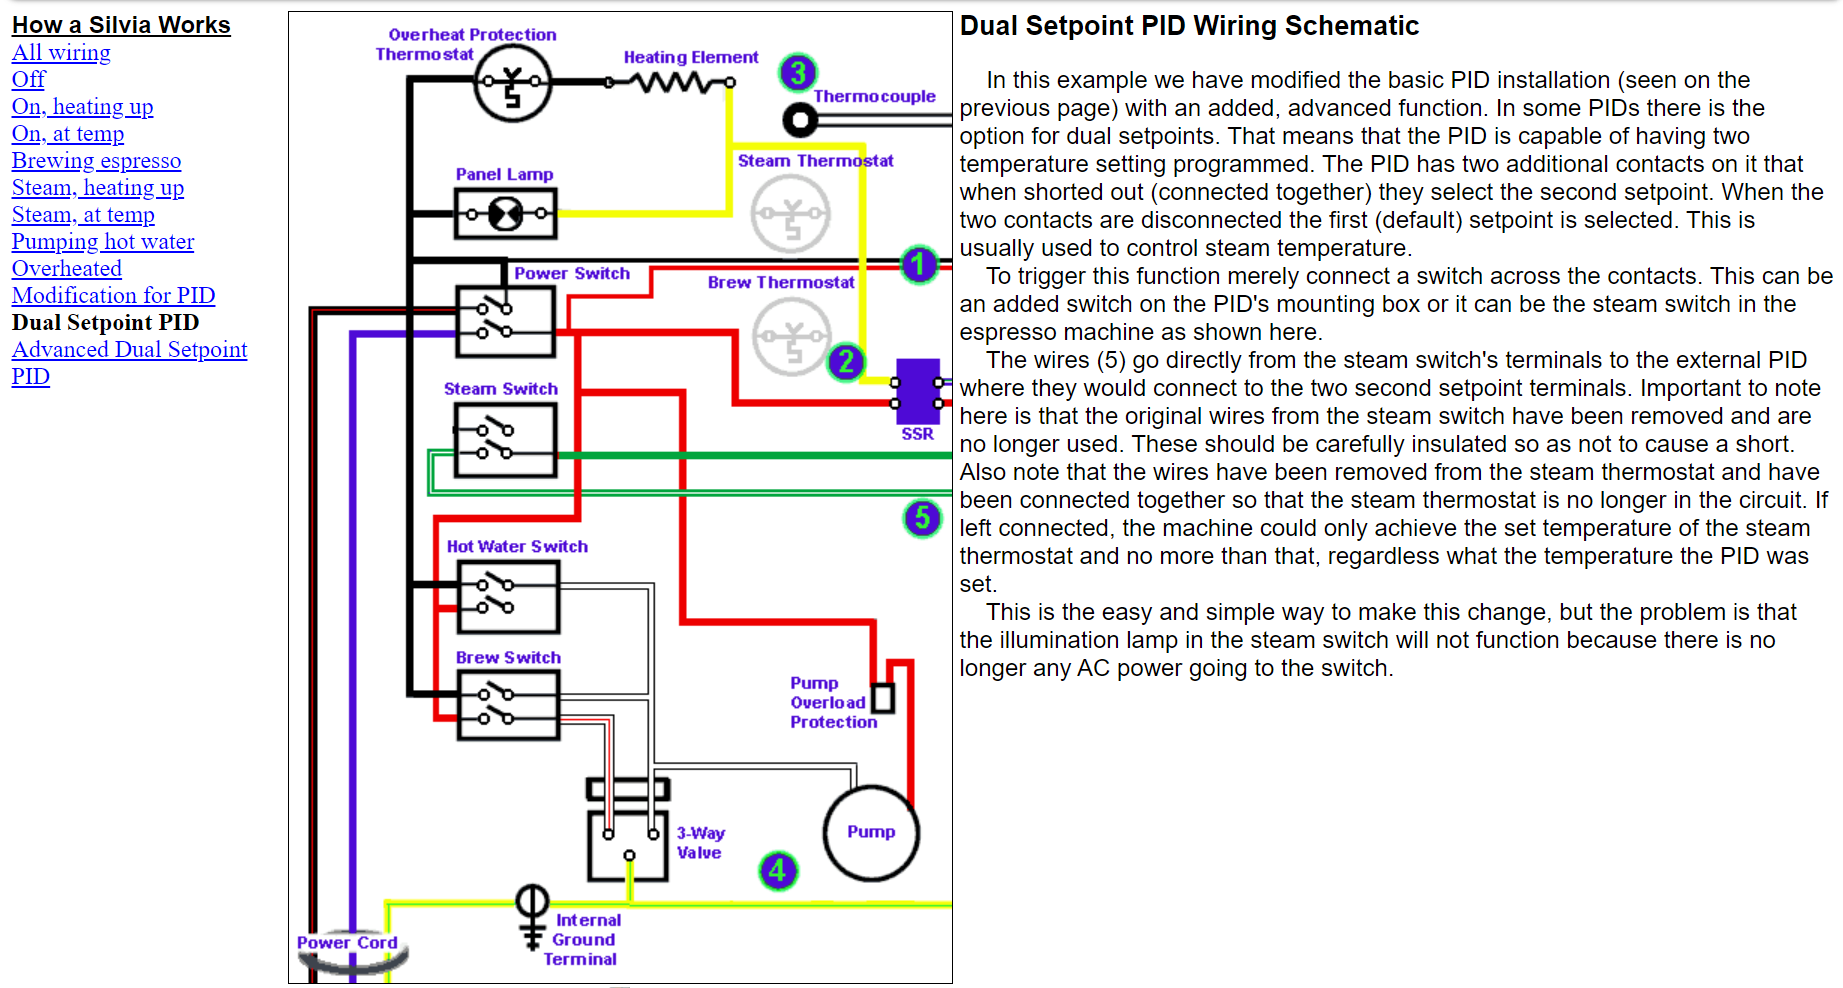 How a Silvia Works
All wiring
Off
On, heating up
On, at temp
Brewing espresso
Steam, heating up
Steam, at temp
Pumping hot water
Overheated
Modification for PID
Dual Setpoint PID
Advanced Dual Setpoint
PID
Overheat Protection
Thermostat
Heating Element
3
Thermocouple
Steam Thermostat
Panel Lamp
1
Power Switch
Brew Thermostat
2
Steam Switch
SSR
5
Hot Water Switch
Brew Switch
Pump
Overload
Protection
3-Way
Valve
Pump
4
Internal
Ground
Terminal
Power Cord
Dual Setpoint PID Wiring Schematic
In this example we have modified the basic PID installation (seen on the
previous page) with an added, advanced function. In some PIDs there is the
option for dual setpoints. That means that the PID is capable of having two
temperature setting programmed. The PID has two additional contacts on it that
when shorted out (connected together) they select the second setpoint. When the
two contacts are disconnected the first (default) setpoint is selected. This is
usually used to control steam temperature.
To trigger this function merely connect a switch across the contacts. This can be
an added switch on the PID's mounting box or it can be the steam switch in the
espresso machine as shown here.
The wires (5) go directly from the steam switch's terminals to the external PID
where they would connect to the two second setpoint terminals. Important to note
here is that the original wires from the steam switch have been removed and are
no longer used. These should be carefully insulated so as not to cause a short.
Also note that the wires have been removed from the steam thermostat and have
been connected together so that the steam thermostat is no longer in the circuit. If
left connected, the machine could only achieve the set temperature of the steam
thermostat and no more than that, regardless what the temperature the PID was
set.
This is the easy and simple way to make this change, but the problem is that
the illumination lamp in the steam switch will not function because there is no
longer any AC power going to the switch.